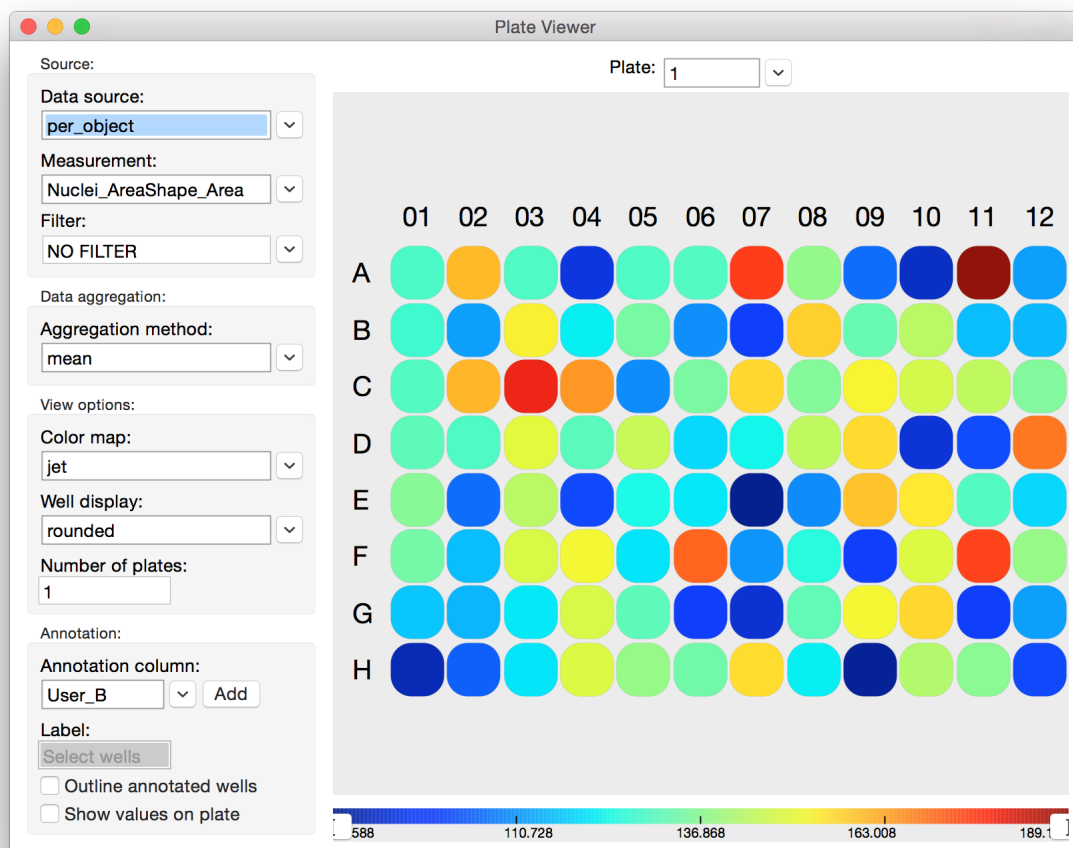 Plate Viewer
Source:
Data source:
per_object
Measurement:
Nuclei_AreaShape_Area
Filter:
NO FILTER
Data aggregation:
Aggregation method:
mean
View options:
Color map:
jet
Well display:
rounded
Number of plates:
1
Annotation:
Annotation column:
User_B
Add
Label:
Select wells
Outline annotated wells
Show values on plate
Plate: 1
01 02 03 04 05 06 07 08 09 10 11 12
A
B
C
D
E
F
G
H
588 110.728 136.868 163.008 189.